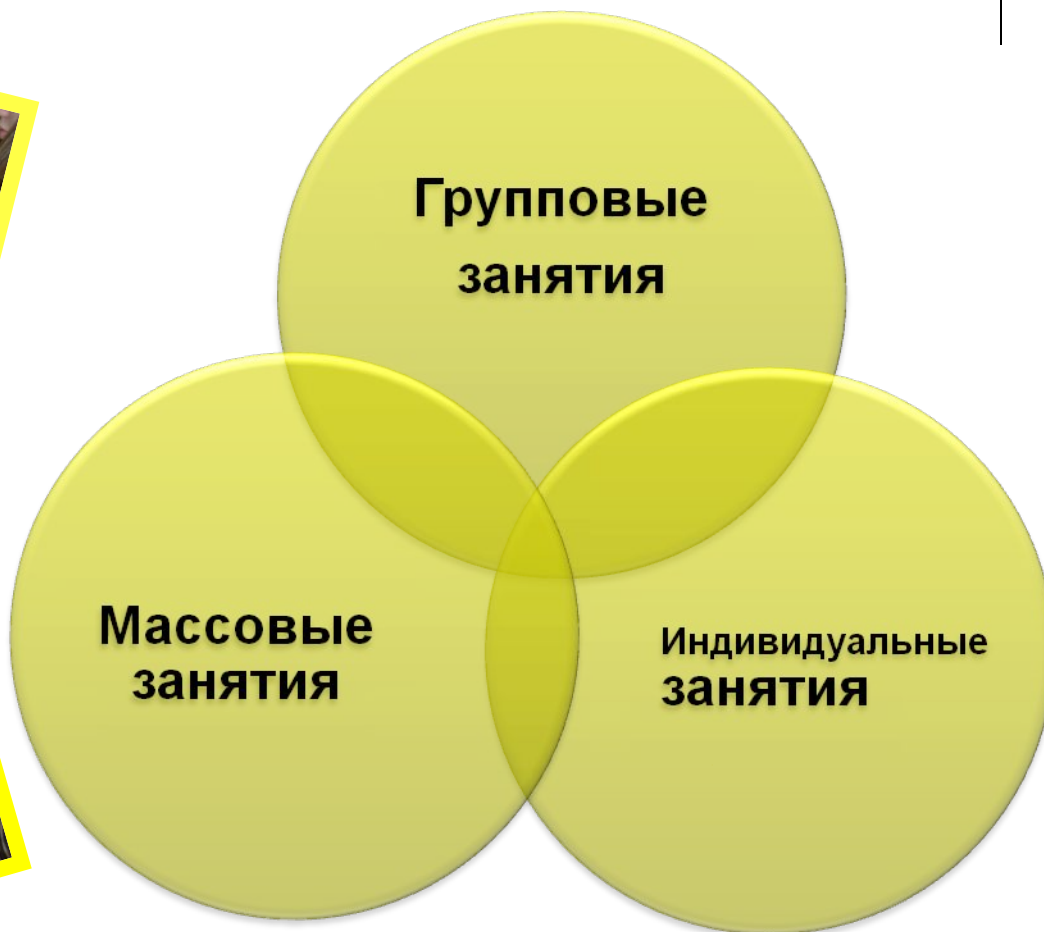 Групповые
занятия
Массовые
занятия
Индивидуальные
занятия